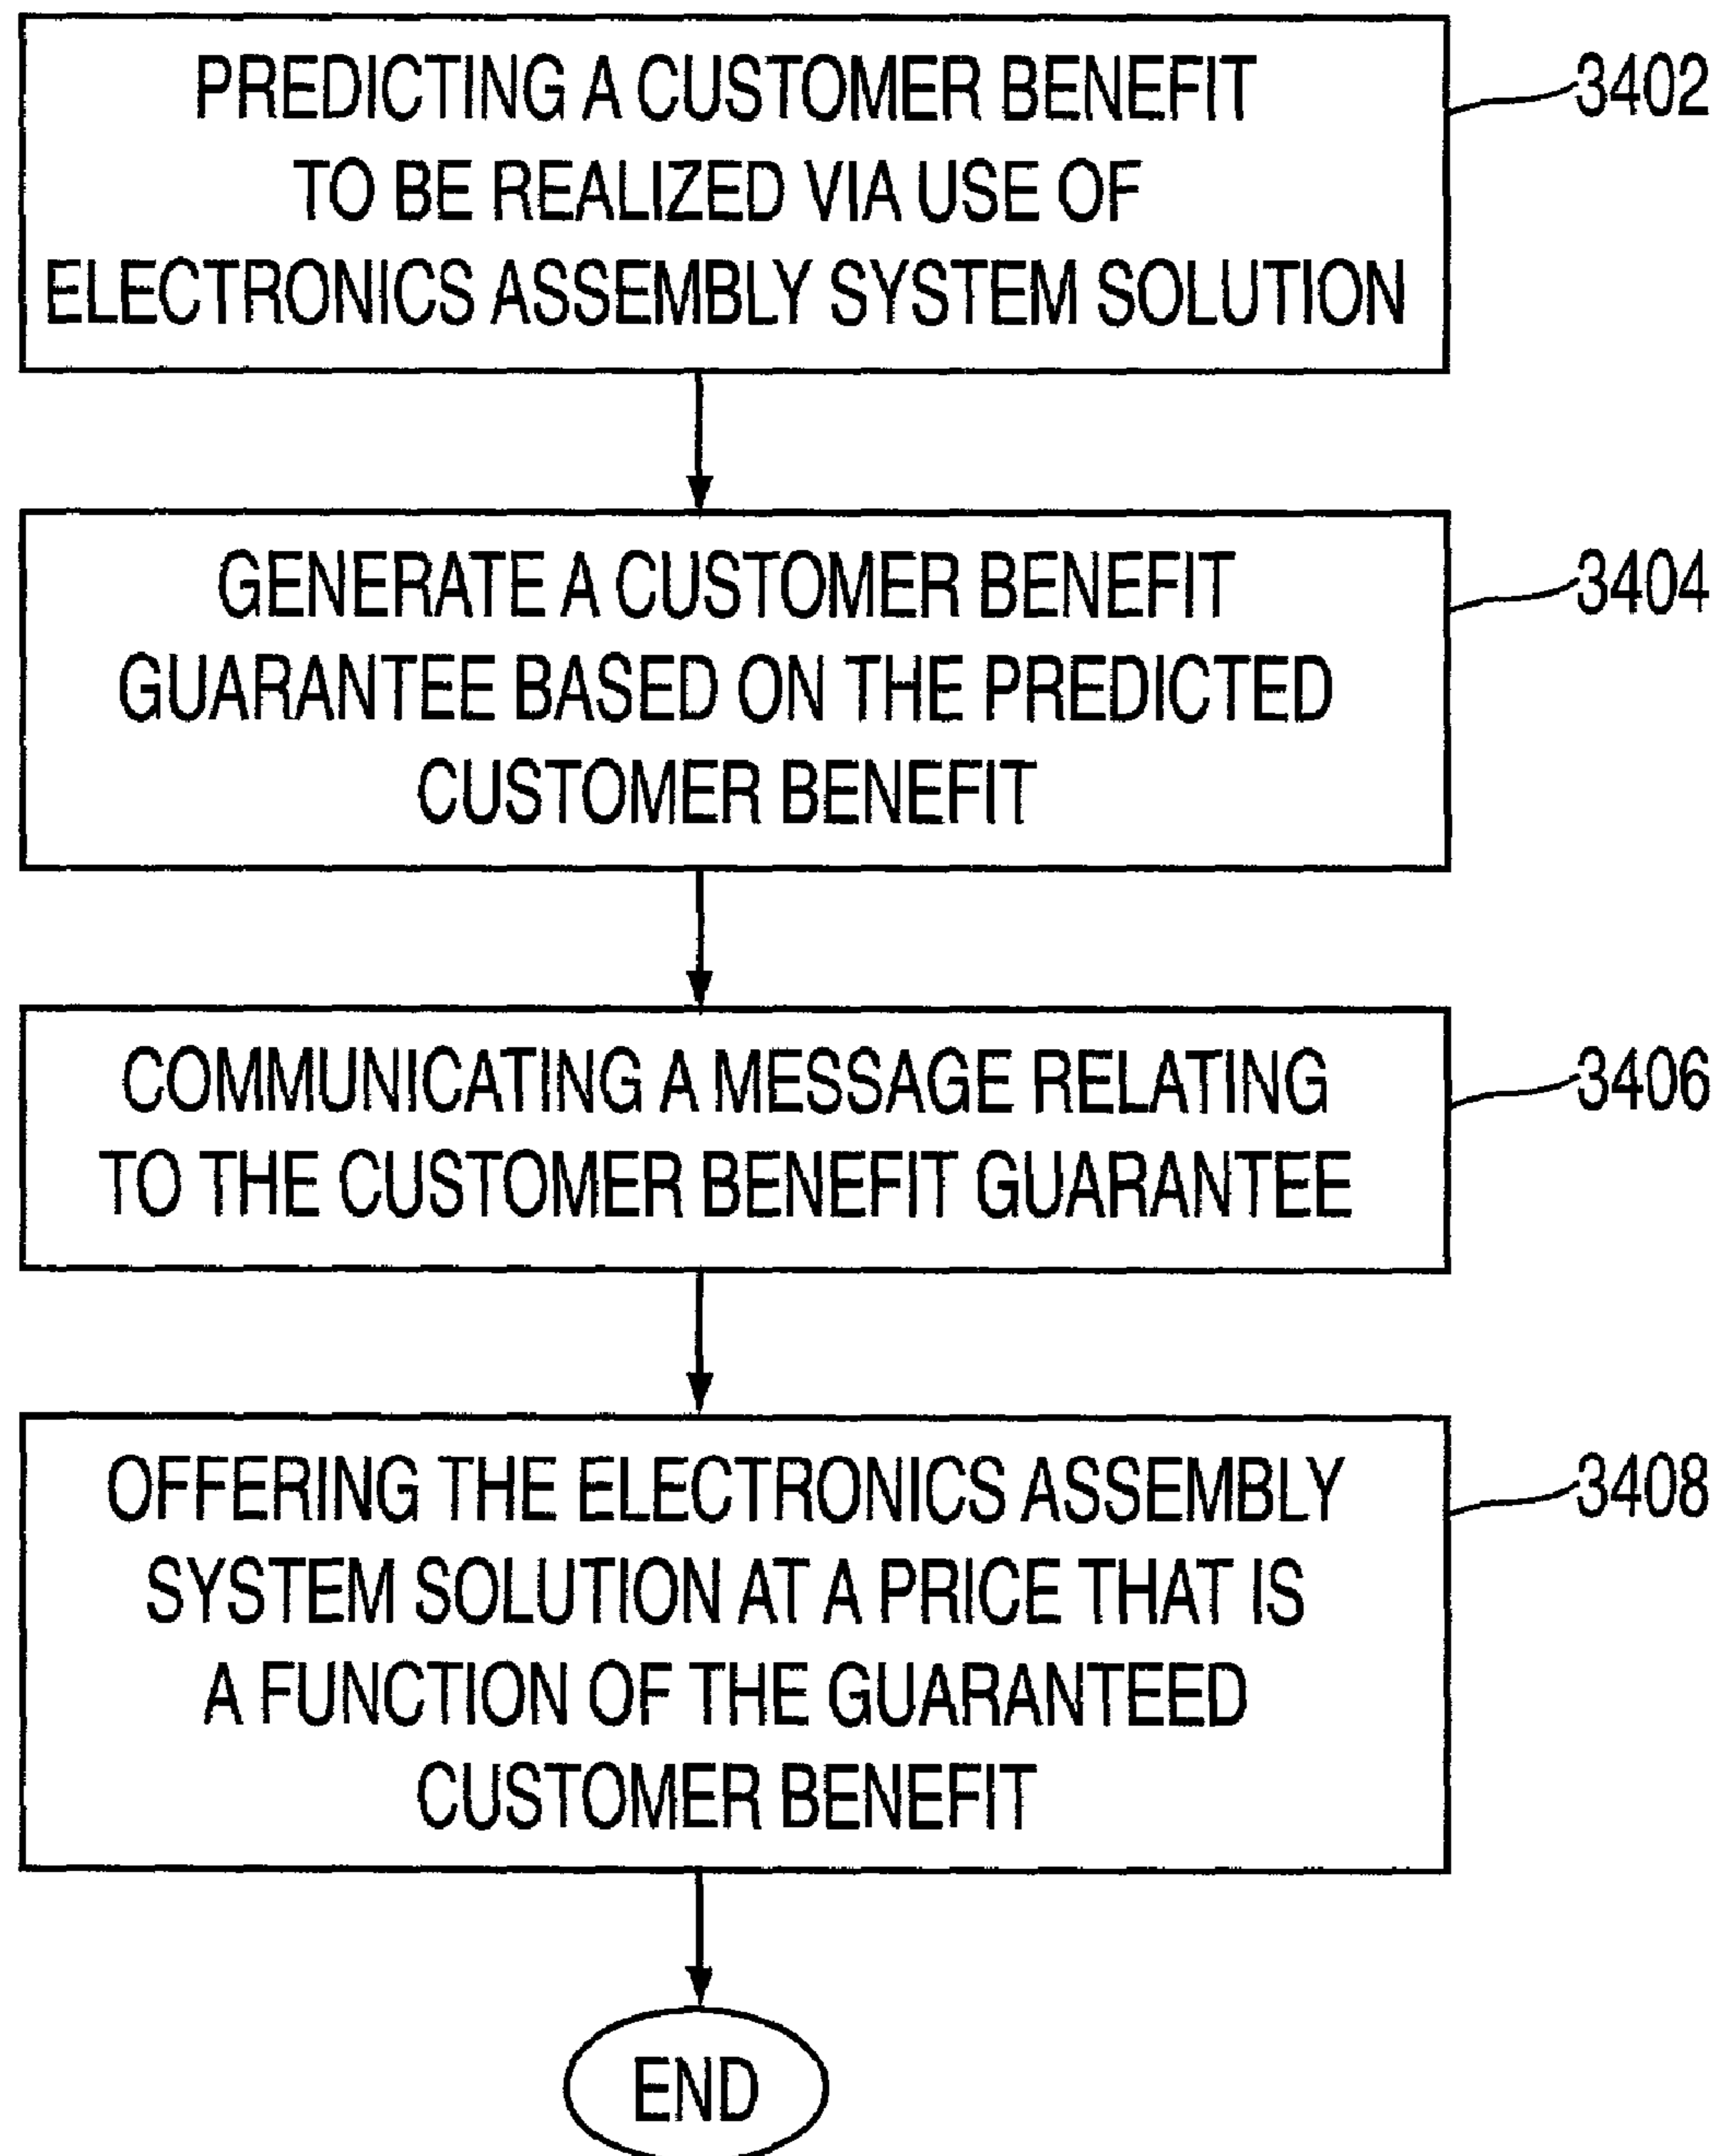 PREDICTING A CUSTOMER BENEFIT
TO BE REALIZED VIA USE OF
ELECTRONICS ASSEMBLY SYSTEM SOLUTION
3402
GENERATE A CUSTOMER BENEFIT
GUARANTEE BASED ON THE PREDICTED
CUSTOMER BENEFIT
3404
COMMUNICATING A MESSAGE RELATING
TO THE CUSTOMER BENEFIT GUARANTEE
3406
OFFERING THE ELECTRONICS ASSEMBLY
SYSTEM SOLUTION AT A PRICE THAT IS
A FUNCTION OF THE GUARANTEED
CUSTOMER BENEFIT
3408
END